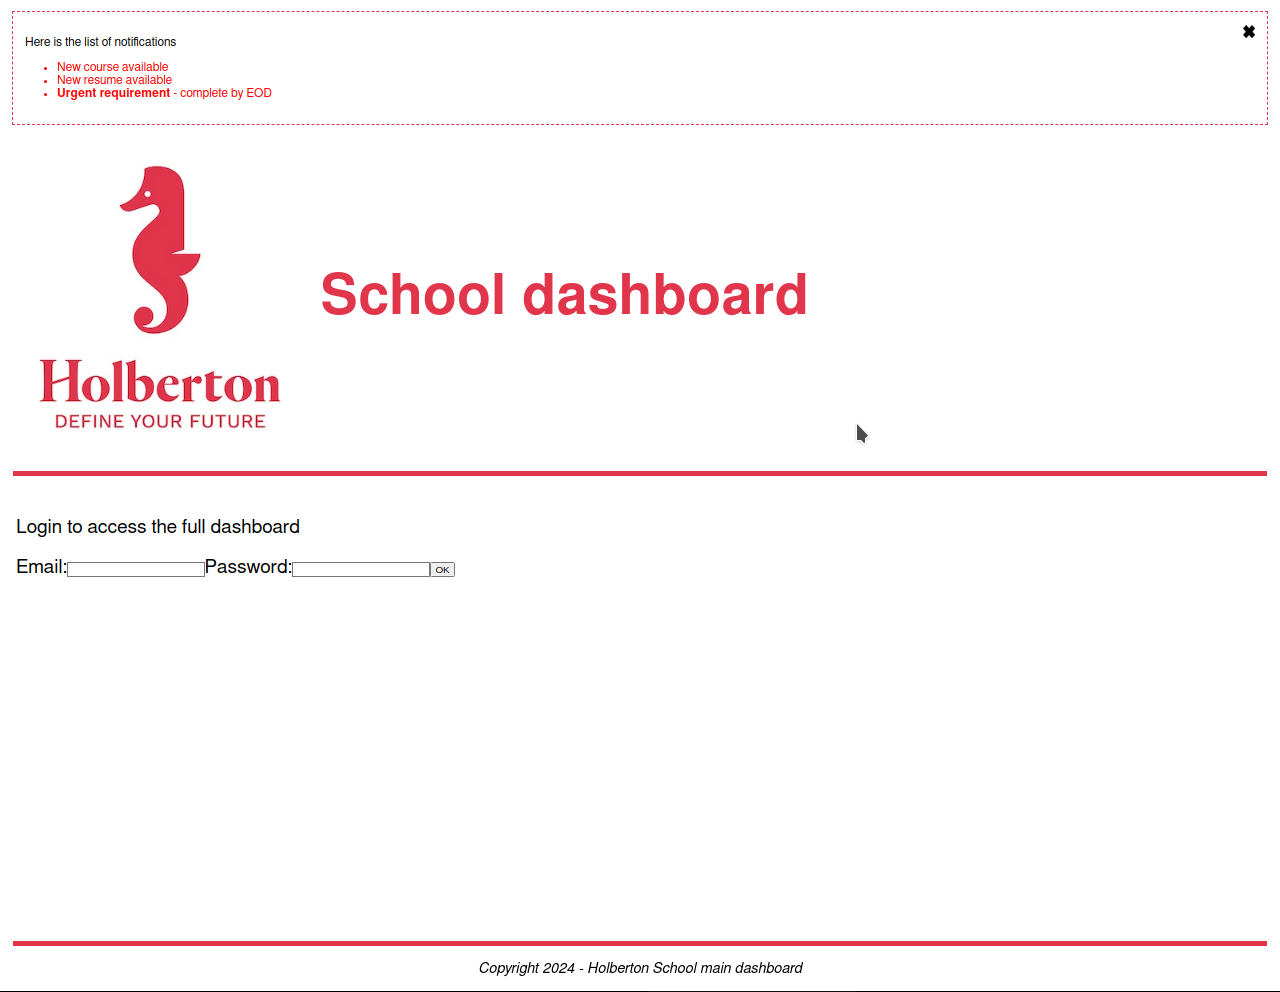 Here is the list of notifications
New course available
New resume available
Urgent requirement - complete by EOD
Holberton
DEFINE YOUR FUTURE
School dashboard
Login to access the full dashboard
Email: Password: OK
Copyright 2024 - Holberton School main dashboard